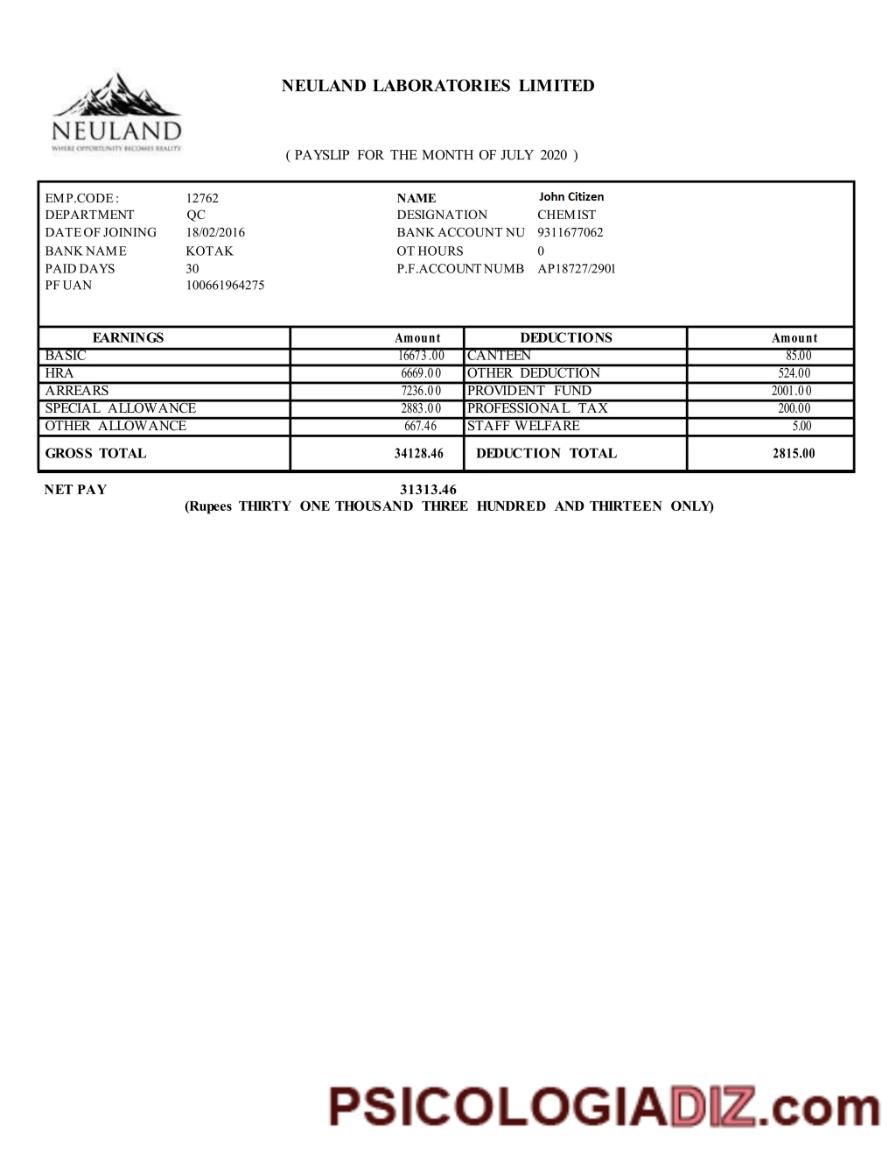 NEULAND LABORATORIES LIMITED
NEULAND
WHERE OPPORTUNITY BECOMES REALITY
( PAYSLIP FOR THE MONTH OF JULY 2020 )
EMP.CODE: 12762 NAME John Citizen
DEPARTMENT QC DESIGNATION CHEMIST
DATE OF JOINING 18/02/2016 BANK ACCOUNT NU 9311677062
BANK NAME KOTAK OT HOURS 0
PAID DAYS 30 P.F.ACCOUNT NUMB AP18727/2901
PF UAN 100661964275
EARNINGS Amount DEDUCTIONS Amount
BASIC 16673.00 CANTEEN 85.00
HRA 6669.00 OTHER DEDUCTION 524.00
ARREARS 7236.00 PROVIDENT FUND 2001.00
SPECIAL ALLOWANCE 2883.00 PROFESSIONAL TAX 200.00
OTHER ALLOWANCE 667.46 STAFF WELFARE 5.00
GROSS TOTAL 34128.46 DEDUCTION TOTAL 2815.00
NET PAY 31313.46
(Rupees THIRTY ONE THOUSAND THREE HUNDRED AND THIRTEEN ONLY)
PSICOLOGIADIZ.com